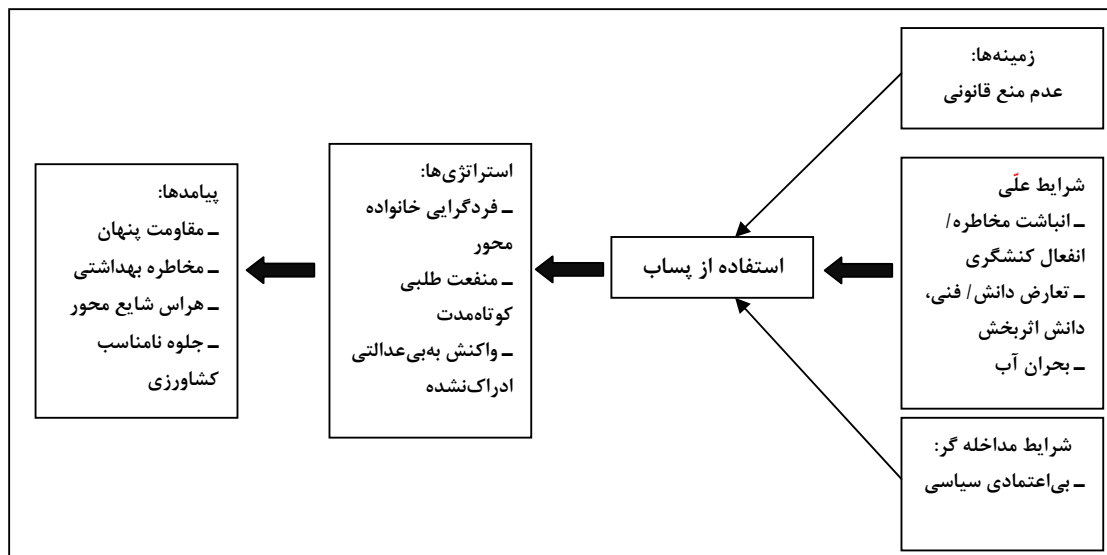 زمینه‌ها:
عدم منع قانونی
شرایط علّی
ـ انباشت مخاطره/
انفعال کنشگری
ـ تعارض دانش/ فنی،
دانش اثربخش
ـ بحران آب
شرایط مداخله گر:
ـ بی‌اعتمادی سیاسی
استفاده از پساب
استراتژی‌ها:
ـ فردگرایی خانواده
محور
ـ منفعت طلبی
کوتاه‌مدت
ـ واکنش به‌بی‌عدالتی
ادراک‌نشده
پیامدها:
ـ مقاومت پنهان
ـ مخاطره بهداشتی
ـ هراس شایع محور
ـ جلوه نامناسب
کشاورزی